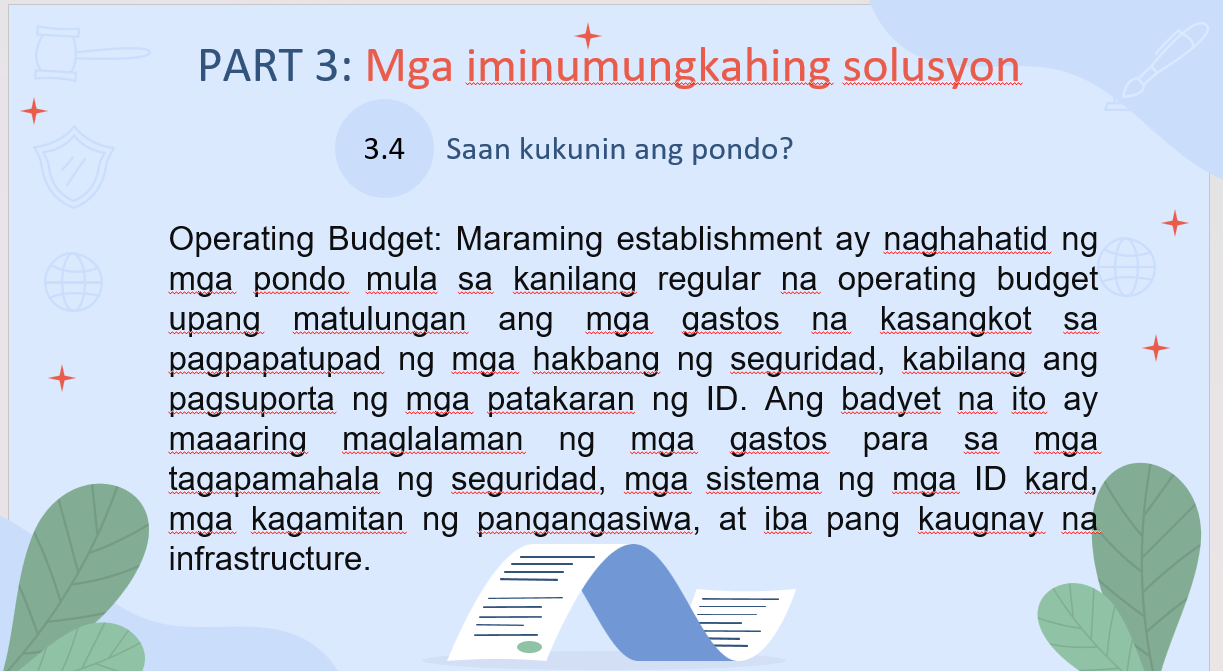 PART 3: Mga iminumungkahing solusyon
3.4 Saan kukunin ang pondo?
Operating Budget: Maraming establishment ay naghahatid ng
mga pondo mula sa kanilang regular na operating budget
upang matulungan ang mga gastos na kasangkot sa
pagpapatupad ng mga hakbang ng seguridad, kabilang ang
pagsuporta ng mga patakaran ng ID. Ang badyet na ito ay
maaaring maglalaman ng mga gastos para sa mga
tagapamahala ng seguridad, mga sistema ng mga ID kard,
mga kagamitan ng pangangasiwa, at iba pang kaugnay na
infrastructure.